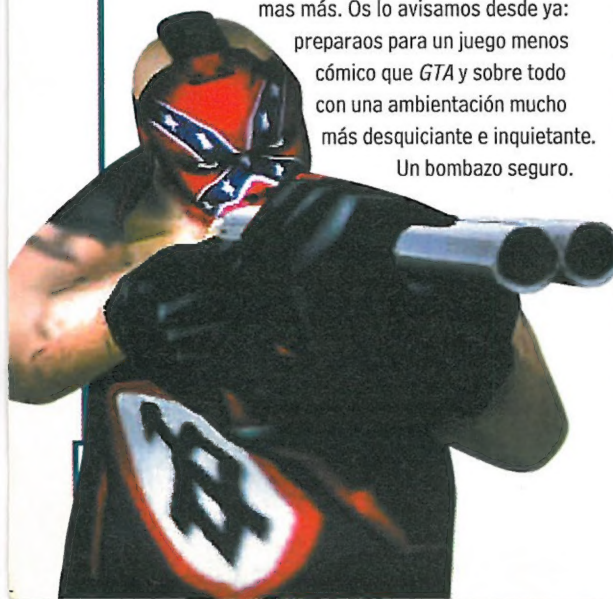 mas más. Os lo avisamos desde ya:
preparaos para un juego menos
cómico que GTA y sobre todo
con una ambientación mucho
más desquiciante e inquietante.
Un bombazo seguro.